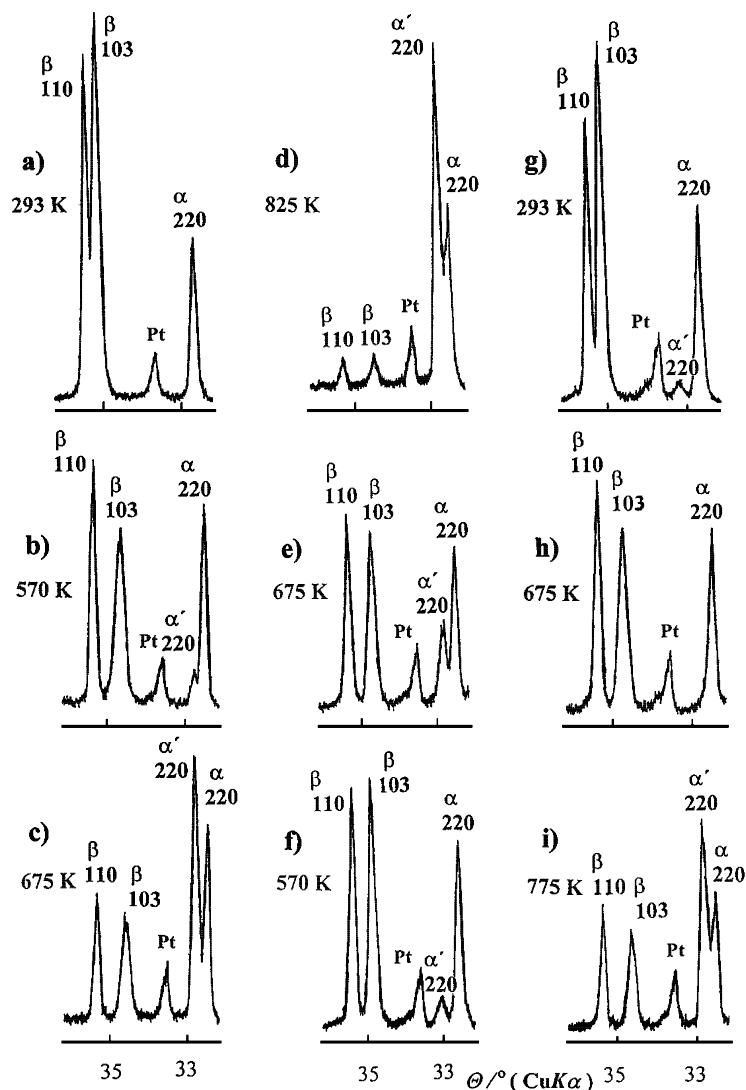 β
110
β
103
a)
293 K
Pt
α
220
α′
220
α
220
d)
825 K
β
110
β
103
Pt
β
110
β
103
g)
293 K
Pt
α′
220
α
220
β
110
β
103
b)
570 K
Pt
α′
220
α
220
β
110
β
103
e)
675 K
Pt
α′
220
α
220
β
110
β
103
h)
675 K
Pt
α
220
c)
675 K
β
110
β
103
Pt
α′
220
α
220
β
110
β
103
f)
570 K
Pt
α′
220
α
220
i)
775 K
β
110
β
103
Pt
α′
220
α
220
35 33 35 33 35 33
Θ /° ( CuKα )